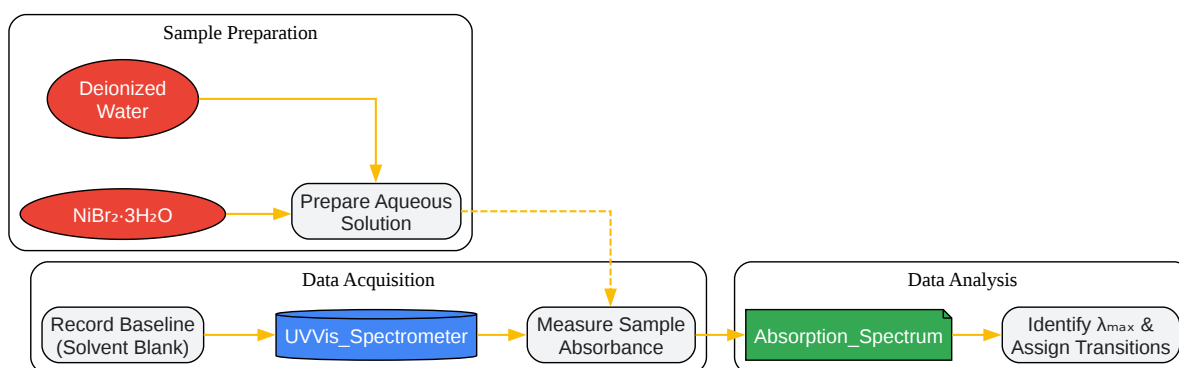 Sample Preparation
Deionized
Water
NiBr₂·3H₂O
Prepare Aqueous
Solution
Data Acquisition
Record Baseline
(Solvent Blank)
UVVis_Spectrometer
Measure Sample
Absorbance
Data Analysis
Absorption_Spectrum
Identify λₘₐₓ &
Assign Transitions